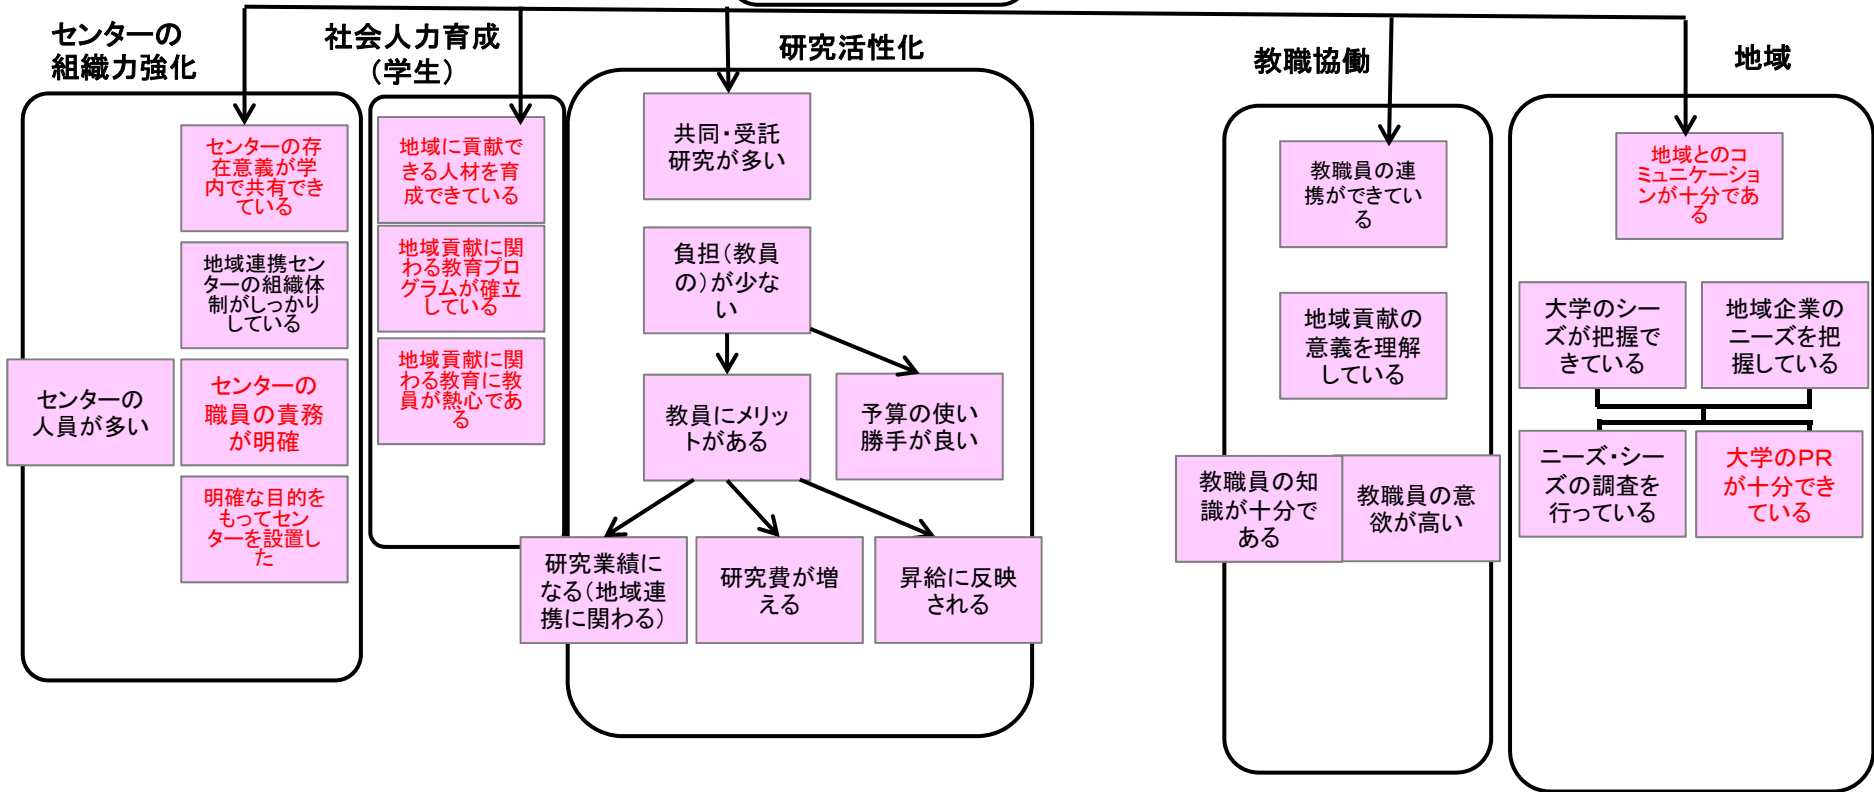 センターの
組織力強化
センターの存
在意義が学
内で共有でき
ている
地域連携セン
ターの組織体
制がしっかり
している
センターの
人員が多い
センターの
職員の責務
が明確
明確な目的を
もってセン
ターを設置し
た
社会人力育成
（学生）
地域に貢献で
きる人材を育
成できている
地域貢献に関
わる教育プロ
グラムが確立
している
地域貢献に関
わる教育に教
員が熱心であ
る
研究活性化
共同・受託
研究が多い
負担（教員
の）が少な
い
教員にメリッ
トがある
予算の使い
勝手が良い
研究業績に
なる（地域連
携に関わる）
研究費が増
える
昇給に反映
される
教職協働
教職員の連
携ができてい
る
地域貢献の
意義を理解
している
教職員の知
識が十分で
ある
教職員の意
欲が高い
地域
地域とのコ
ミュニケーショ
ンが十分であ
る
大学のシー
ズが把握で
きている
地域企業の
ニーズを把
握している
ニーズ・シー
ズの調査を
行っている
大学のPR
が十分でき
ている